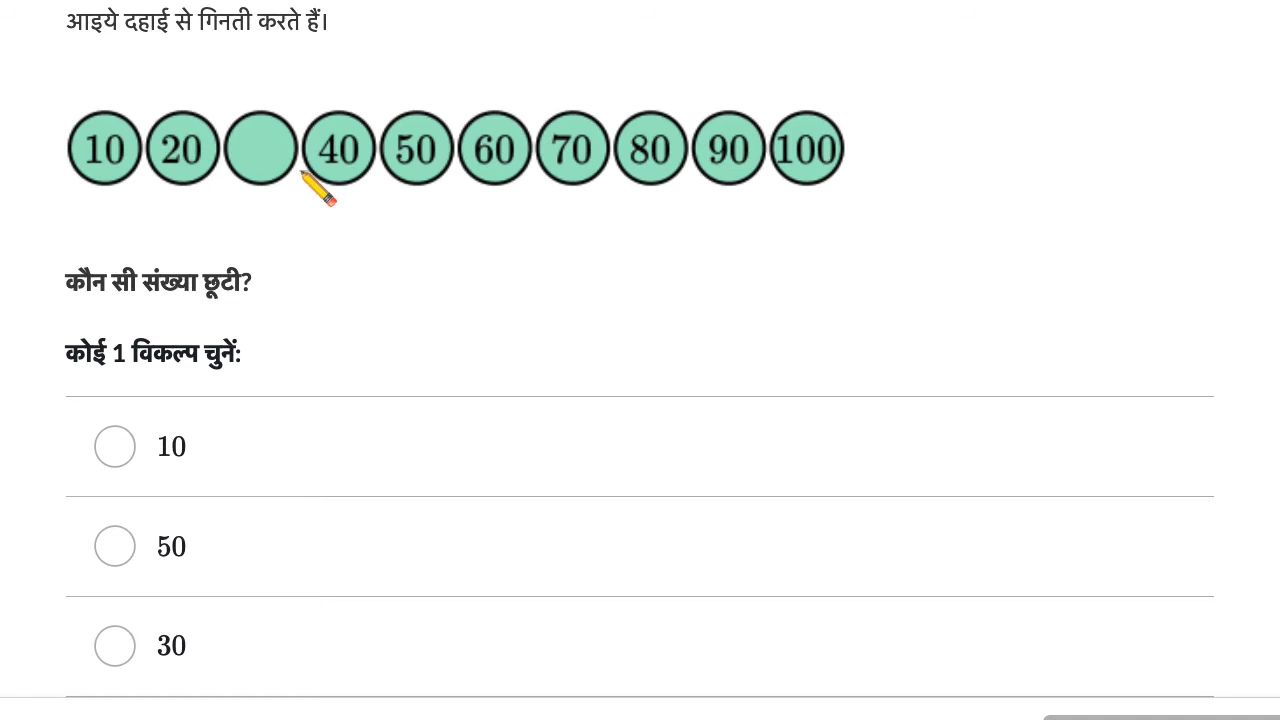 आइये दहाई से गिनती करते हैं।
10 20 40 50 60 70 80 90 100
कौन सी संख्या छूटी?
कोई 1 विकल्प चुनें:
10
50
30